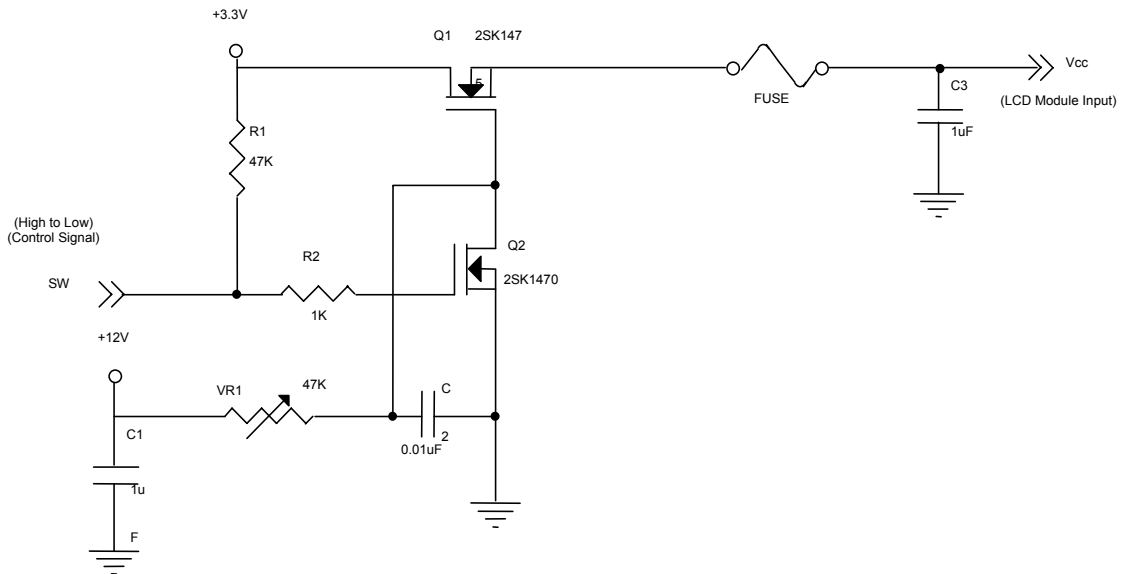 +3.3V
Q1 2SK147
5
Vcc
FUSE
C3
(LCD Module Input)
R1
1uF
47K
(High to Low)
(Control Signal)
Q2
R2
SW
2SK1470
1K
+12V
VR1
47K
C
C1
2
0.01uF
1u
F